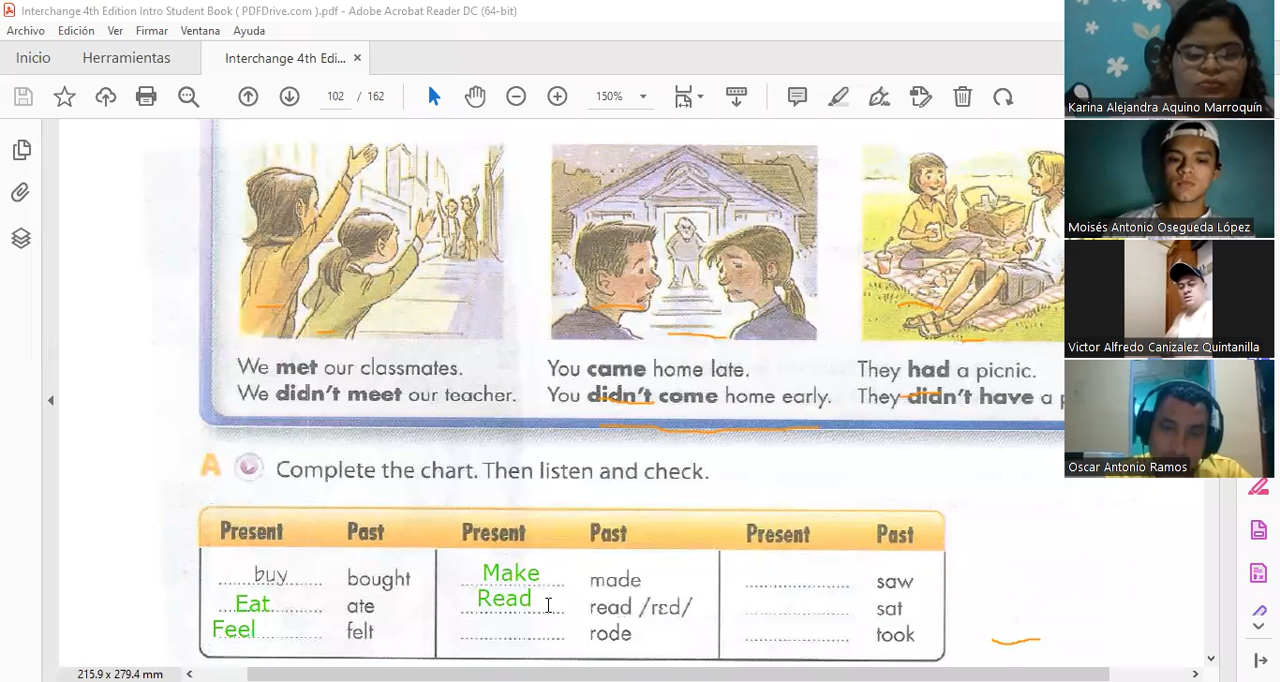 Interchange 4th Edition Intro Student Book ( PDFDrive.com ).pdf - Adobe Acrobat Reader DC (64-bit)
Archivo Edición Ver Firmar Ventana Ayuda
Inicio Herramientas Interchange 4th Edi... ×
102 / 162 150%
Karina Alejandra Aquino Marroquín
Moisés Antonio Osegueda López
Victor Alfredo Canizalez Quintanilla
Oscar Antonio Ramos
We met our classmates.
We didn't meet our teacher.
You came home late.
You didn't come home early.
They had a picnic.
They didn't have a p
A Complete the chart. Then listen and check.
Present Past Present Past Present Past
buy bought Make made saw
Eat ate Read read /rɛd/ sat
Feel felt rode took
215.9 x 279.4 mm